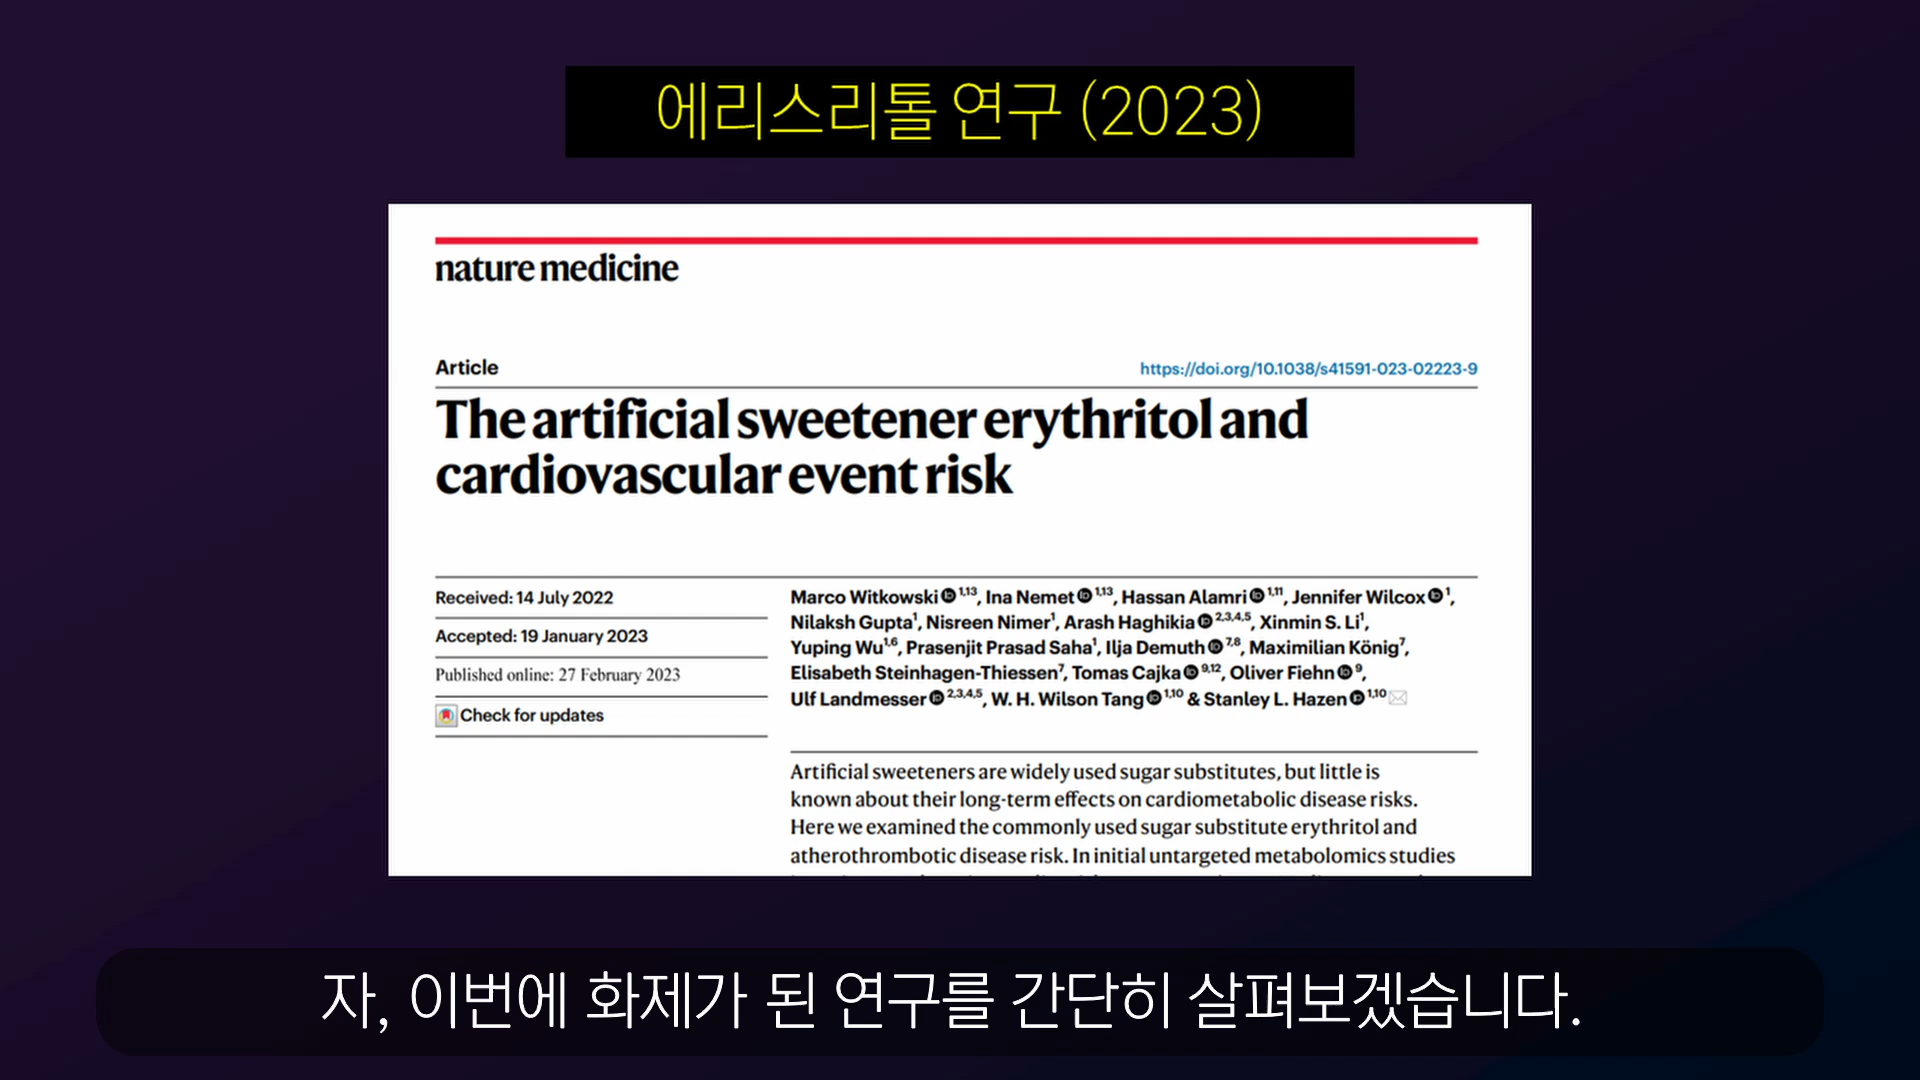 에리스리톨 연구 (2023)
nature medicine
Article
https://doi.org/10.1038/s41591-023-02223-9
The artificial sweetener erythritol and
cardiovascular event risk
Received: 14 July 2022
Accepted: 19 January 2023
Published online: 27 February 2023
Check for updates
Marco Witkowski 1,13, Ina Nemet 1,13, Hassan Alamri 1,11, Jennifer Wilcox 1,
Nilaksh Gupta1, Nisreen Nimer1, Arash Haghikia 2,3,4,5, Xinmin S. Li1,
Yuping Wu1,6, Prasenjit Prasad Saha1, Ilja Demuth 7,8, Maximilian König7,
Elisabeth Steinhagen-Thiessen7, Tomas Cajka 9,12, Oliver Fiehn 9,
Ulf Landmesser 2,3,4,5, W. H. Wilson Tang 1,10 & Stanley L. Hazen 1,10
Artificial sweeteners are widely used sugar substitutes, but little is
known about their long-term effects on cardiometabolic disease risks.
Here we examined the commonly used sugar substitute erythritol and
atherothrombotic disease risk. In initial untargeted metabolomics studies
자, 이번에 화제가 된 연구를 간단히 살펴보겠습니다.